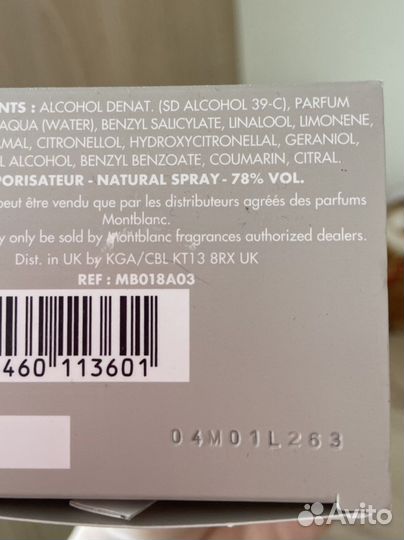 NTS : ALCOHOL DENAT. (SD ALCOHOL 39-C), PARFUM
AQUA (WATER), BENZYL SALICYLATE, LINALOOL, LIMONENE,
MAL, CITRONELLOL, HYDROXYCITRONELLAL, GERANIOL,
L ALCOHOL, BENZYL BENZOATE, COUMARIN, CITRAL.
PORISATEUR - NATURAL SPRAY - 78% VOL.
peut être vendu que par les distributeurs agréés des parfums
Montblanc.
y only be sold by Montblanc fragrances authorized dealers.
Dist. in UK by KGA/CBL KT13 8RX UK
REF : MB018A03
460 113601
04M01L263
Avito